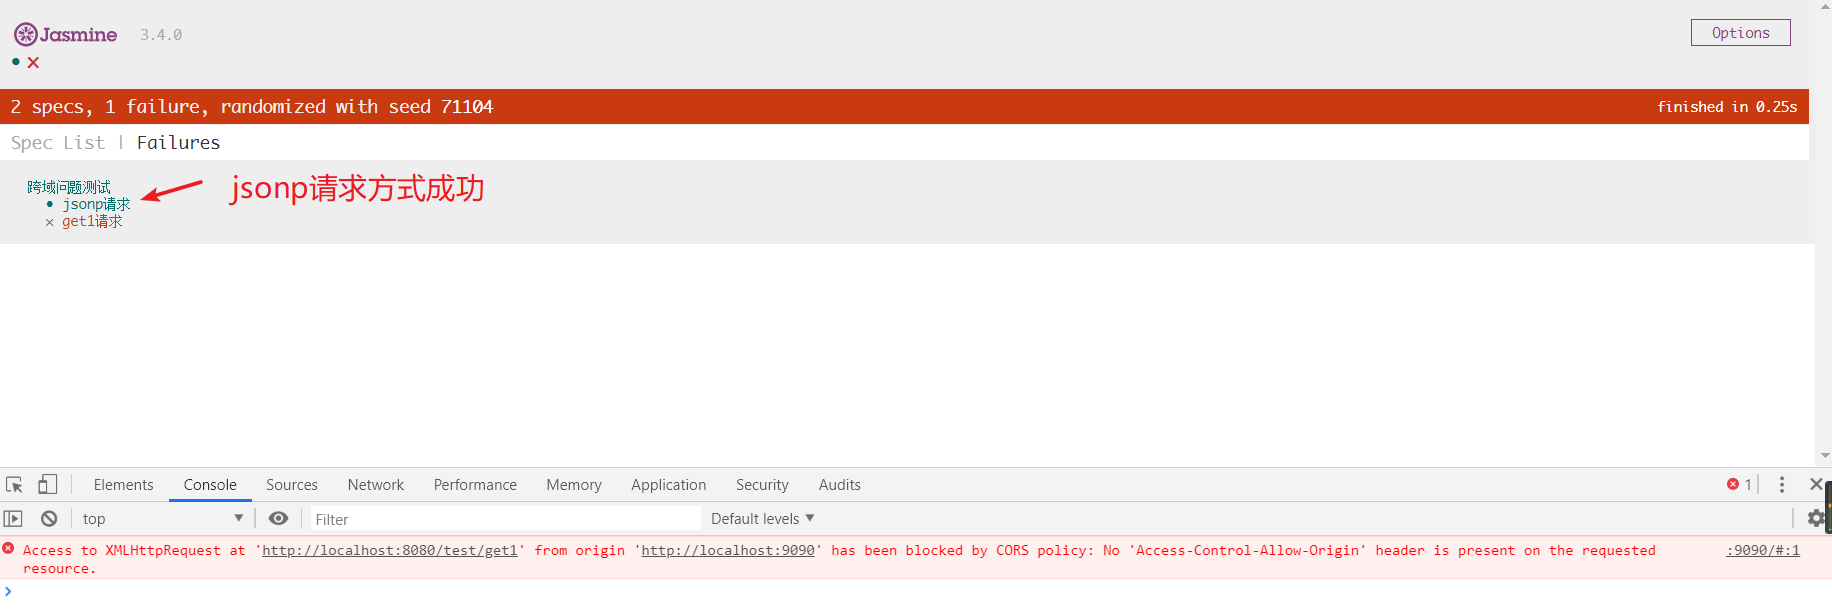 Jasmine 3.4.0 Options
• ×
2 specs, 1 failure, randomized with seed 71104 finished in 0.25s
Spec List | Failures
跨域问题测试
• jsonp请求
× get1请求
jsonp请求方式成功
Elements Console Sources Network Performance Memory Application Security Audits 1
top Filter Default levels
Access to XMLHttpRequest at 'http://localhost:8080/test/get1' from origin 'http://localhost:9090' has been blocked by CORS policy: No 'Access-Control-Allow-Origin' header is present on the requested :9090/#:1
resource.